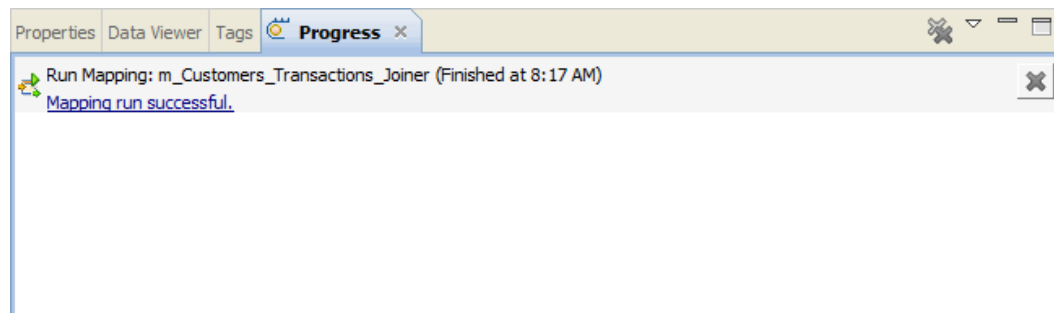 Properties Data Viewer Tags Progress
Run Mapping: m_Customers_Transactions_Joiner (Finished at 8:17 AM)
Mapping run successful.